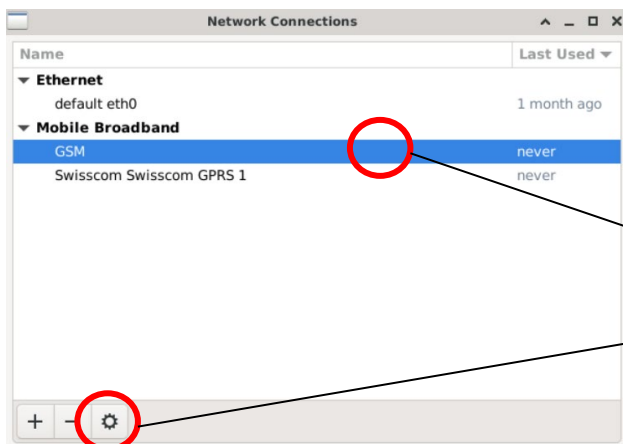 Network Connections
Name Last Used
Ethernet
default eth0 1 month ago
Mobile Broadband
GSM never
Swisscom Swisscom GPRS 1 never